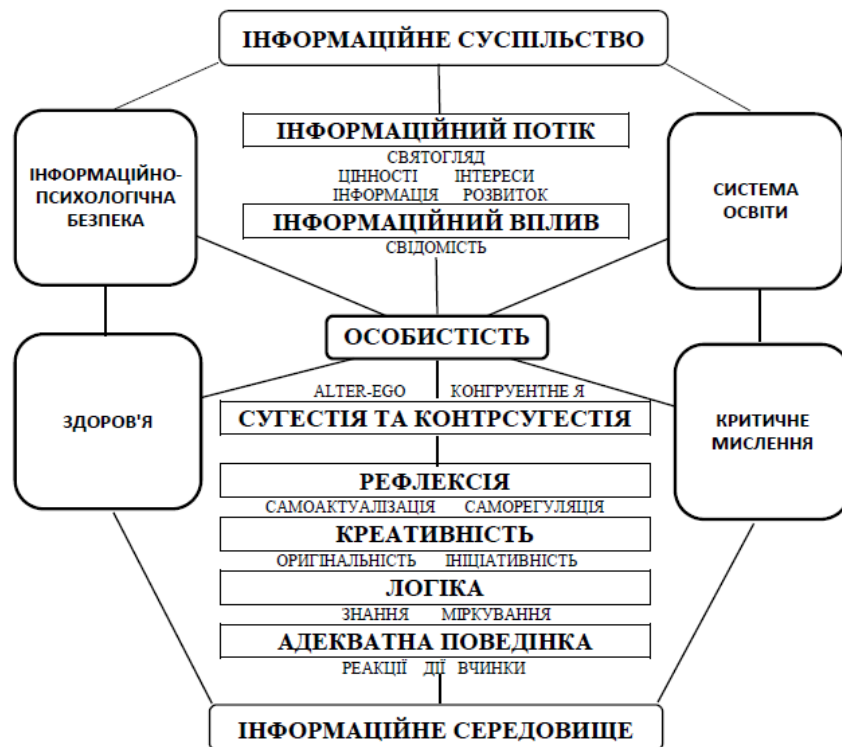 ІНФОРМАЦІЙНЕ СУСПІЛЬСТВО
ІНФОРМАЦІЙНО-
ПСИХОЛОГІЧНА
БЕЗПЕКА
ІНФОРМАЦІЙНИЙ ПОТІК
СВЯТОГЛЯД
ЦІННОСТІ ІНТЕРЕСИ
ІНФОРМАЦІЯ РОЗВИТОК
ІНФОРМАЦІЙНИЙ ВПЛИВ
СВІДОМІСТЬ
СИСТЕМА
ОСВІТИ
ОСОБИСТІСТЬ
ЗДОРОВ'Я
ALTER-EGO КОНГРУЕНТНЕ Я
СУГЕСТІЯ ТА КОНТРСУГЕСТІЯ
КРИТИЧНЕ
МИСЛЕННЯ
РЕФЛЕКСІЯ
САМОАКТУАЛІЗАЦІЯ САМОРЕГУЛЯЦІЯ
КРЕАТИВНІСТЬ
ОРИГІНАЛЬНІСТЬ ІНІЦІАТИВНІСТЬ
ЛОГІКА
ЗНАННЯ МІРКУВАННЯ
АДЕКВАТНА ПОВЕДІНКА
РЕАКЦІЇ ДІЇ ВЧИНКИ
ІНФОРМАЦІЙНЕ СЕРЕДОВИЩЕ